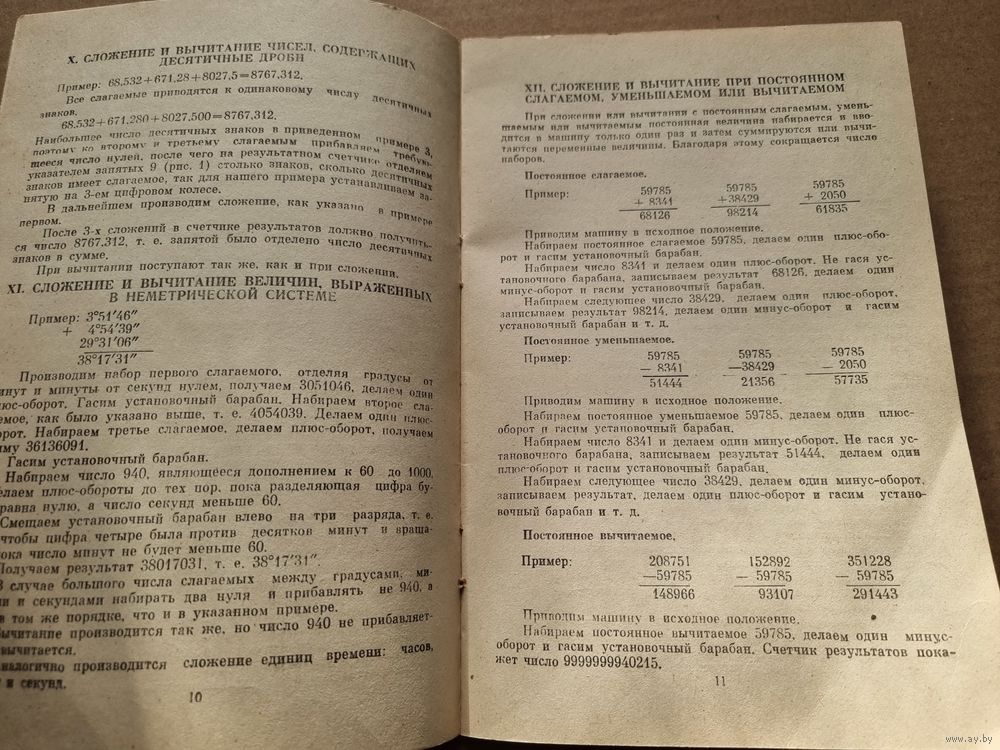 X. СЛОЖЕНИЕ И ВЫЧИТАНИЕ ЧИСЕЛ, СОДЕРЖАЩИХ
ДЕСЯТИЧНЫЕ ДРОБИ
Пример: 68,532+671,28+8027,5=8767,312.
Все слагаемые приводятся к одинаковому числу десятичных
знаков.
68,532+671,280+8027,500=8767,312.
Наибольшее число десятичных знаков в приведенном примере 3,
поэтому ко второму и третьему слагаемым прибавляем требую-
щееся число нулей, после чего на результатном счетчике отделяем
указателем запятых 9 (рис. 1) столько знаков, сколько десятичных
знаков имеет слагаемое, так для нашего примера устанавливаем за-
пятую на 3-ем цифровом колесе.
В дальнейшем производим сложение, как указано в примере
первом.
После 3-х сложений в счетчике результатов должно получить-
ся число 8767.312, т. е. запятой было отделено число десятичных
знаков в сумме.
При вычитании поступают так же, как и при сложении.
XI. СЛОЖЕНИЕ И ВЫЧИТАНИЕ ВЕЛИЧИН, ВЫРАЖЕННЫХ
В НЕМЕТРИЧЕСКОЙ СИСТЕМЕ
Пример: 3°51′46″
+ 4°54′39″
29°31′06″
38°17′31″
Производим набор первого слагаемого, отделяя градусы от
минут и минуты от секунд нулем, получаем 3051046, делаем один
плюс-оборот. Гасим установочный барабан. Набираем второе сла-
гаемое, как было указано выше, т. е. 4054039. Делаем один плюс-
оборот. Набираем третье слагаемое, делаем плюс-оборот, получаем
сумму 36136091.
Гасим установочный барабан.
Набираем число 940, являющееся дополнением к 60 до 1000,
делаем плюс-обороты до тех пор, пока разделяющая цифра бу-
равна нулю, а число секунд меньше 60.
Смещаем установочный барабан влево на три разряда, т. е.
чтобы цифра четыре была против десятков минут и враща-
пока число минут не будет меньше 60.
Получаем результат 38017031, т. е. 38°17′31″.
В случае большого числа слагаемых между градусами, ми-
и и секундами набирать два нуля и прибавлять не 940, а
в том же порядке, что и в указанном примере.
Вычитание производится так же, но число 940 не прибавляет-
вычитается.
Аналогично производится сложение единиц времени: часов,
и секунд.
10
XII. СЛОЖЕНИЕ И ВЫЧИТАНИЕ ПРИ ПОСТОЯННОМ
СЛАГАЕМОМ, УМЕНЬШАЕМОМ ИЛИ ВЫЧИТАЕМОМ
При сложении или вычитании с постоянным слагаемым, умень-
шаемым или вычитаемым постоянная величина набирается и вво-
дится в машину только один раз и затем суммируются или вычи-
таются переменные величины. Благодаря этому сокращается число
наборов.
Постоянное слагаемое.
Пример: 59785 59785 59785
+ 8341 +38429 + 2050
68126 98214 61835
Приводим машину в исходное положение.
Набираем постоянное слагаемое 59785, делаем один плюс-обо-
рот и гасим установочный барабан.
Набираем число 8341 и делаем один плюс-оборот. Не гася ус-
тановочного барабана, записываем результат 68126, делаем один
минус-оборот и гасим установочный барабан.
Набираем следующее число 38429, делаем один плюс-оборот,
записываем результат 98214, делаем один минус-оборот и гасим
установочный барабан и т. д.
Постоянное уменьшаемое.
Пример: 59785 59785 59785
— 8341 —38429 — 2050
51444 21356 57735
Приводим машину в исходное положение.
Набираем постоянное уменьшаемое 59785, делаем один плюс-
оборот и гасим установочный барабан.
Набираем число 8341 и делаем один минус-оборот. Не гася ус-
тановочного барабана, записываем результат 51444, делаем один
плюс-оборот и гасим установочный барабан.
Набираем следующее число 38429, делаем один минус-оборот,
записываем результат, делаем один плюс-оборот и гасим устано-
вочный барабан и т. д.
Постоянное вычитаемое.
Пример: 208751 152892 351228
—59785 — 59785 — 59785
148966 93107 291443
Приводим машину в исходное положение.
Набираем постоянное вычитаемое 59785, делаем один минус-
оборот и гасим установочный барабан. Счетчик результатов пока-
жет число 9999999940215.
11
www.ay.by